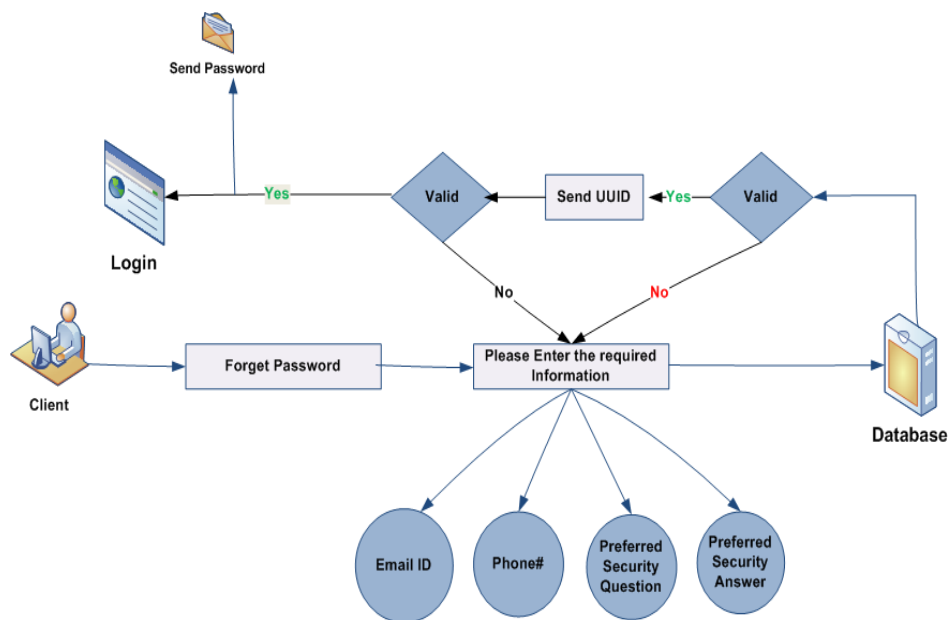 Send Password
Valid
Send UUID
Yes
Valid
Yes
Login
No
No
Client
Forget Password
Please Enter the required
Information
Database
Email ID
Phone#
Preferred
Security
Question
Preferred
Security
Answer